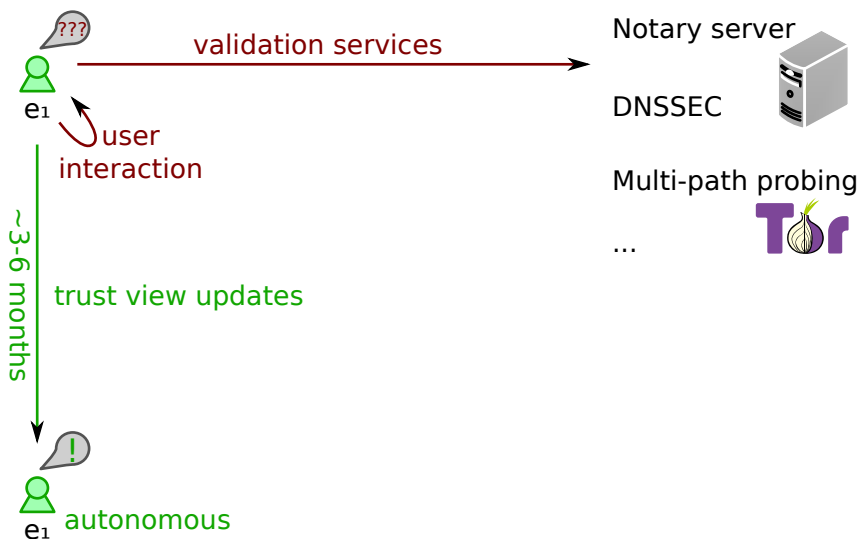 ???
validation services
Notary server
e₁
DNSSEC
user
interaction
Multi-path probing
Tor
...
~3-6 months
trust view updates
!
autonomous
e₁